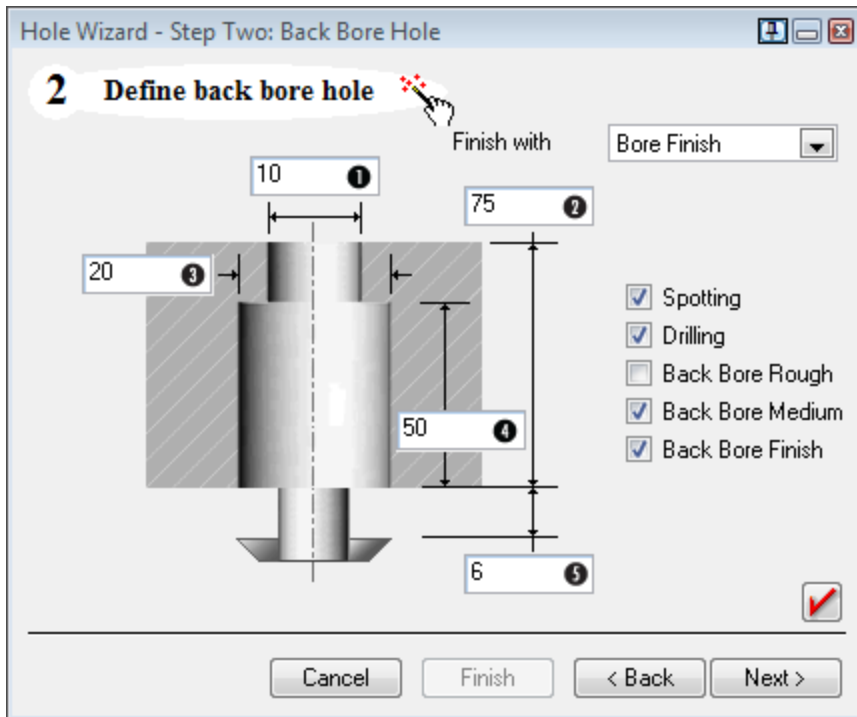 Hole Wizard - Step Two: Back Bore Hole
2 Define back bore hole
Finish with Bore Finish
10 1
75 2
20 3
Spotting
Drilling
Back Bore Rough
Back Bore Medium
50 4
Back Bore Finish
6 5
Cancel Finish < Back Next >